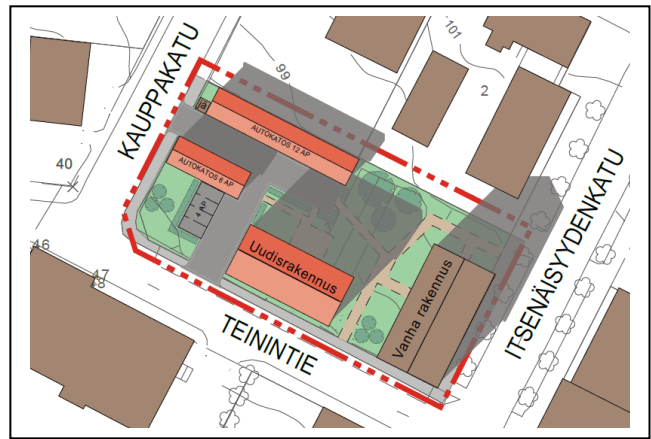 KAUPPAKATU
101
99
2
jä
AUTOKATOS 12 AP
40
AUTOKATOS 6 AP
4 AP
ITSENÄISYYDENKATU
46
47
Uudisrakennus
Vanha rakennus
TEININTIE